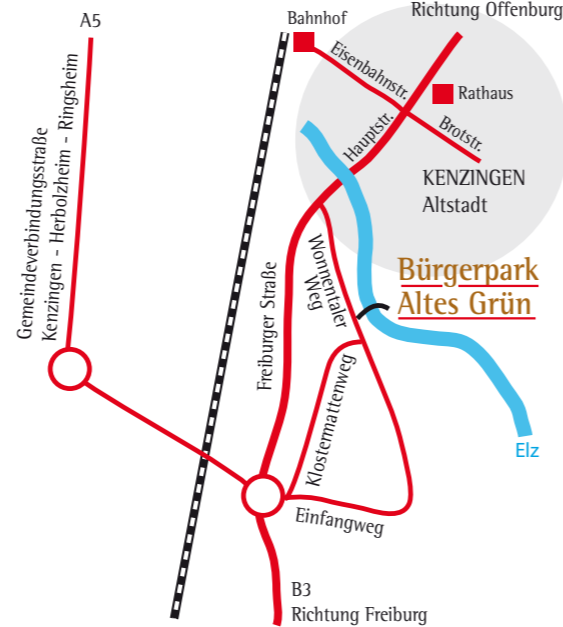 A5
Bahnhof
Richtung Offenburg
Eisenbahnstr.
Rathaus
Hauptstr.
Brotstr.
KENZINGEN
Altstadt
Gemeindeverbindungsstraße
Kenzingen - Herbolzheim - Ringsheim
Wonnentaler
Weg
Bürgerpark
Altes Grün
Freiburger Straße
Klostermattenweg
Elz
Einfangweg
B3
Richtung Freiburg